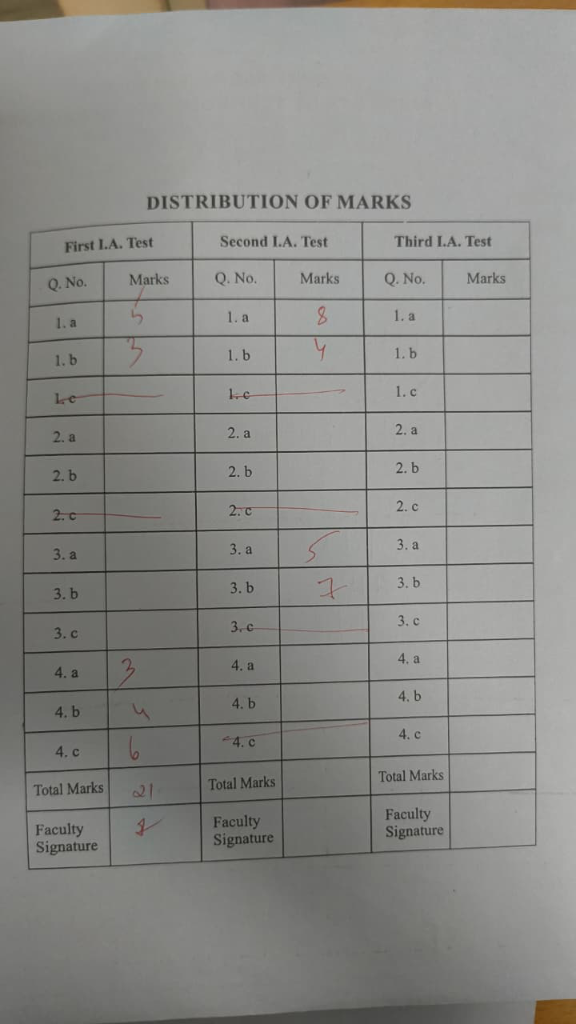 DISTRIBUTION OF MARKS
First I.A. Test Second I.A. Test Third I.A. Test
Q. No. Marks Q. No. Marks Q. No. Marks
1. a 5 1. a 8 1. a
1. b 3 1. b 4 1. b
1. c 1. c 1. c
2. a 2. a 2. a
2. b 2. b 2. b
2. c 2. c 2. c
3. a 3. a 5 3. a
3. b 3. b 7 3. b
3. c 3. c 3. c
4. a 3 4. a 4. a
4. b 4 4. b 4. b
4. c 6 4. c 4. c
Total Marks 21 Total Marks Total Marks
Faculty Signature Faculty Signature Faculty Signature